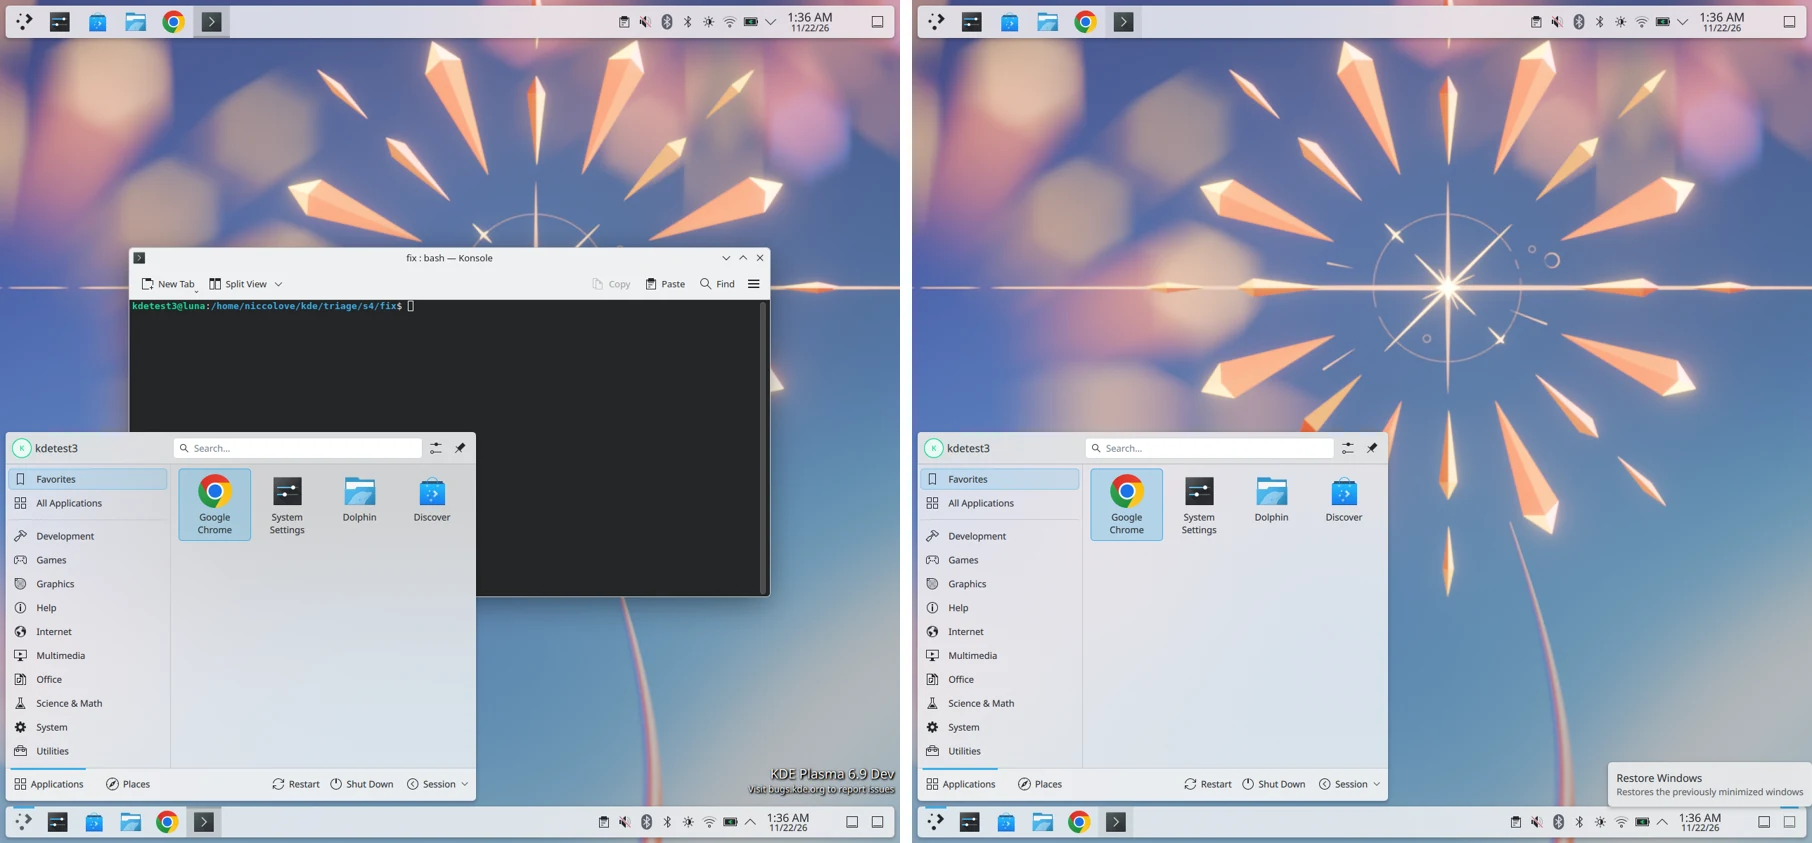 1:36 AM
11/22/26
fix : bash — Konsole
New Tab
Split View
Copy
Paste
Find
kdetest3@luna:/home/niccolove/kde/triage/s4/fix$
K
kdetest3
Search...
Favorites
All Applications
Development
Games
Graphics
Help
Internet
Multimedia
Office
Science & Math
System
Utilities
Google
Chrome
System
Settings
Dolphin
Discover
Applications
Places
Restart
Shut Down
Session
KDE Plasma 6.9 Dev
Visit bugs.kde.org to report issues
1:36 AM
11/22/26
1:36 AM
11/22/26
K
kdetest3
Search...
Favorites
All Applications
Development
Games
Graphics
Help
Internet
Multimedia
Office
Science & Math
System
Utilities
Google
Chrome
System
Settings
Dolphin
Discover
Applications
Places
Restart
Shut Down
Session
Restore Windows
Restores the previously minimized windows
1:36 AM
11/22/26